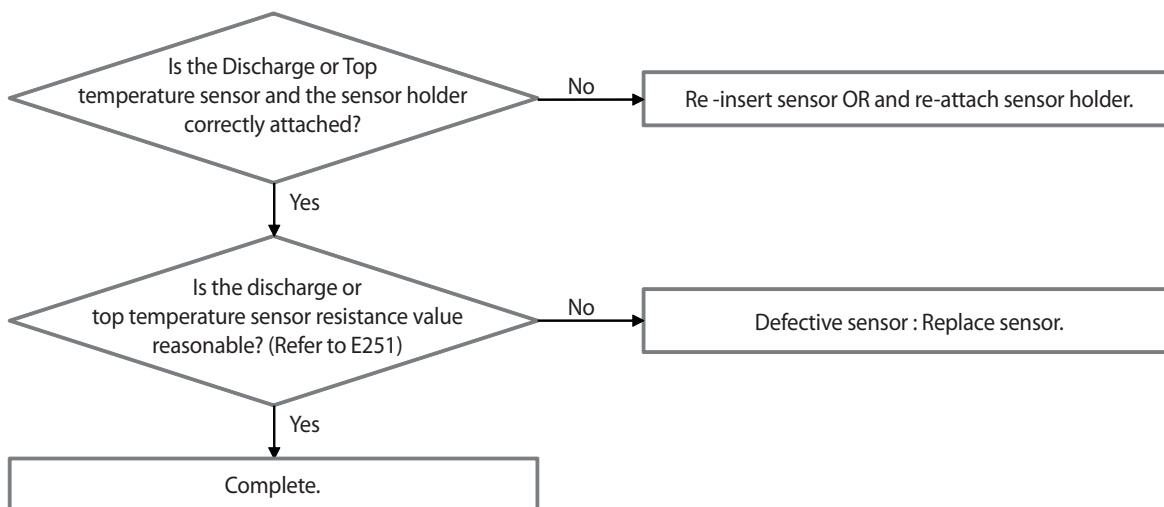 Is the Discharge or Top
temperature sensor and the sensor holder
correctly attached?
No
Re -insert sensor OR and re-attach sensor holder.
Yes
Is the discharge or
top temperature sensor resistance value
reasonable? (Refer to E251)
No
Defective sensor : Replace sensor.
Yes
Complete.